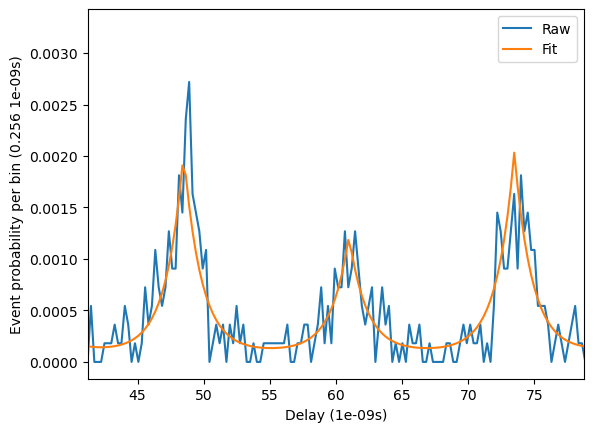 Raw
Fit
0.0030
0.0025
0.0020
0.0015
0.0010
0.0005
0.0000
Event probability per bin (0.256 1e-09s)
45 50 55 60 65 70 75
Delay (1e-09s)